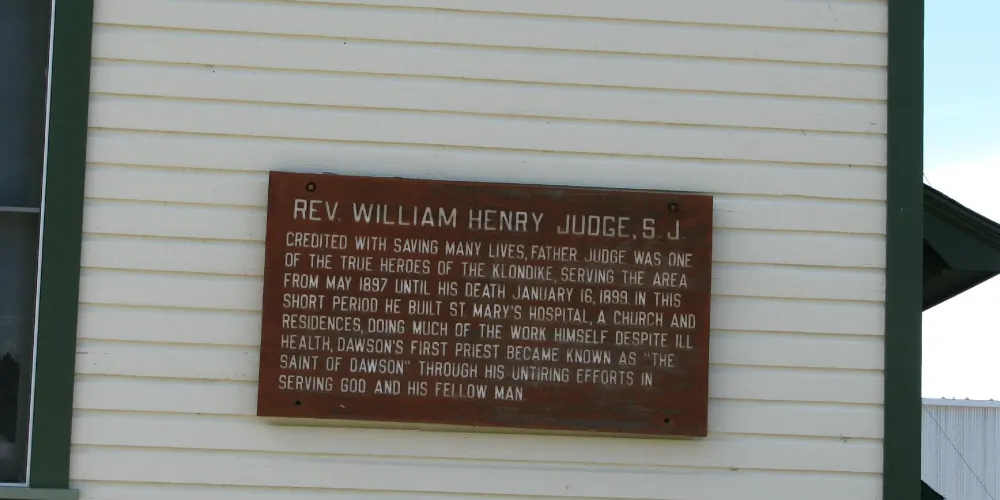 REV. WILLIAM HENRY JUDGE, S. J.
CREDITED WITH SAVING MANY LIVES, FATHER JUDGE WAS ONE
OF THE TRUE HEROES OF THE KLONDIKE, SERVING THE AREA
FROM MAY 1897 UNTIL HIS DEATH JANUARY 16, 1899. IN THIS
SHORT PERIOD HE BUILT ST. MARY'S HOSPITAL, A CHURCH AND
RESIDENCES, DOING MUCH OF THE WORK HIMSELF DESPITE ILL
HEALTH, DAWSON'S FIRST PRIEST BECAME KNOWN AS "THE
SAINT OF DAWSON" THROUGH HIS UNTIRING EFFORTS IN
SERVING GOD AND HIS FELLOW MAN.